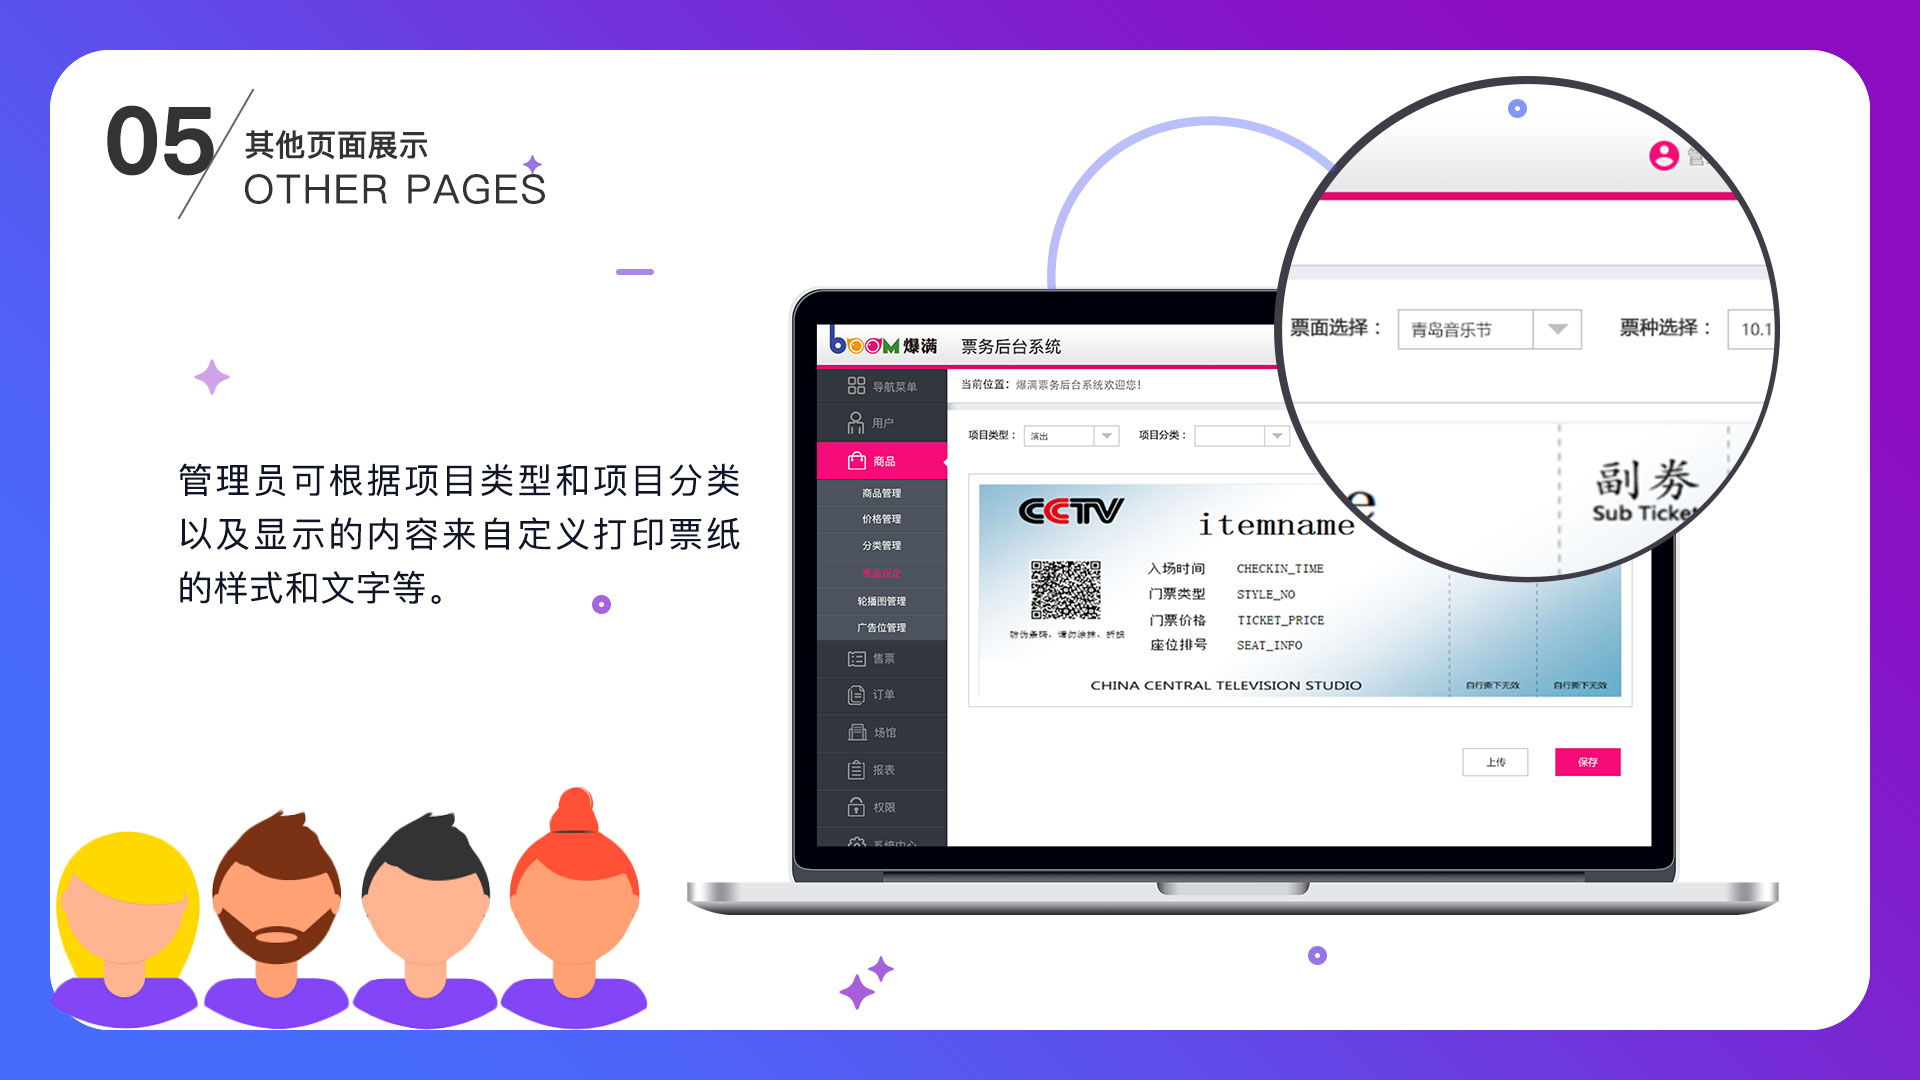 05
其他页面展示
OTHER PAGES
管理员可根据项目类型和项目分类
以及显示的内容来自定义打印票纸
的样式和文字等。
boom爆满
票务后台系统
当前位置：爆满票务后台系统欢迎您！
导航菜单
用户
商品
商品管理
价格管理
分类管理
票面设定
轮播图管理
广告位管理
售票
订单
场馆
报表
权限
系统中心
项目类型：
演出
项目分类：
CCTV
itemname
防伪条码，请勿涂抹、折损
入场时间 CHECKIN_TIME
门票类型 STYLE_NO
门票价格 TICKET_PRICE
座位排号 SEAT_INFO
CHINA CENTRAL TELEVISION STUDIO
自行撕下无效
自行撕下无效
上传
保存
管
票面选择：
青岛音乐节
票种选择：
10.1
e
副券
Sub Ticket